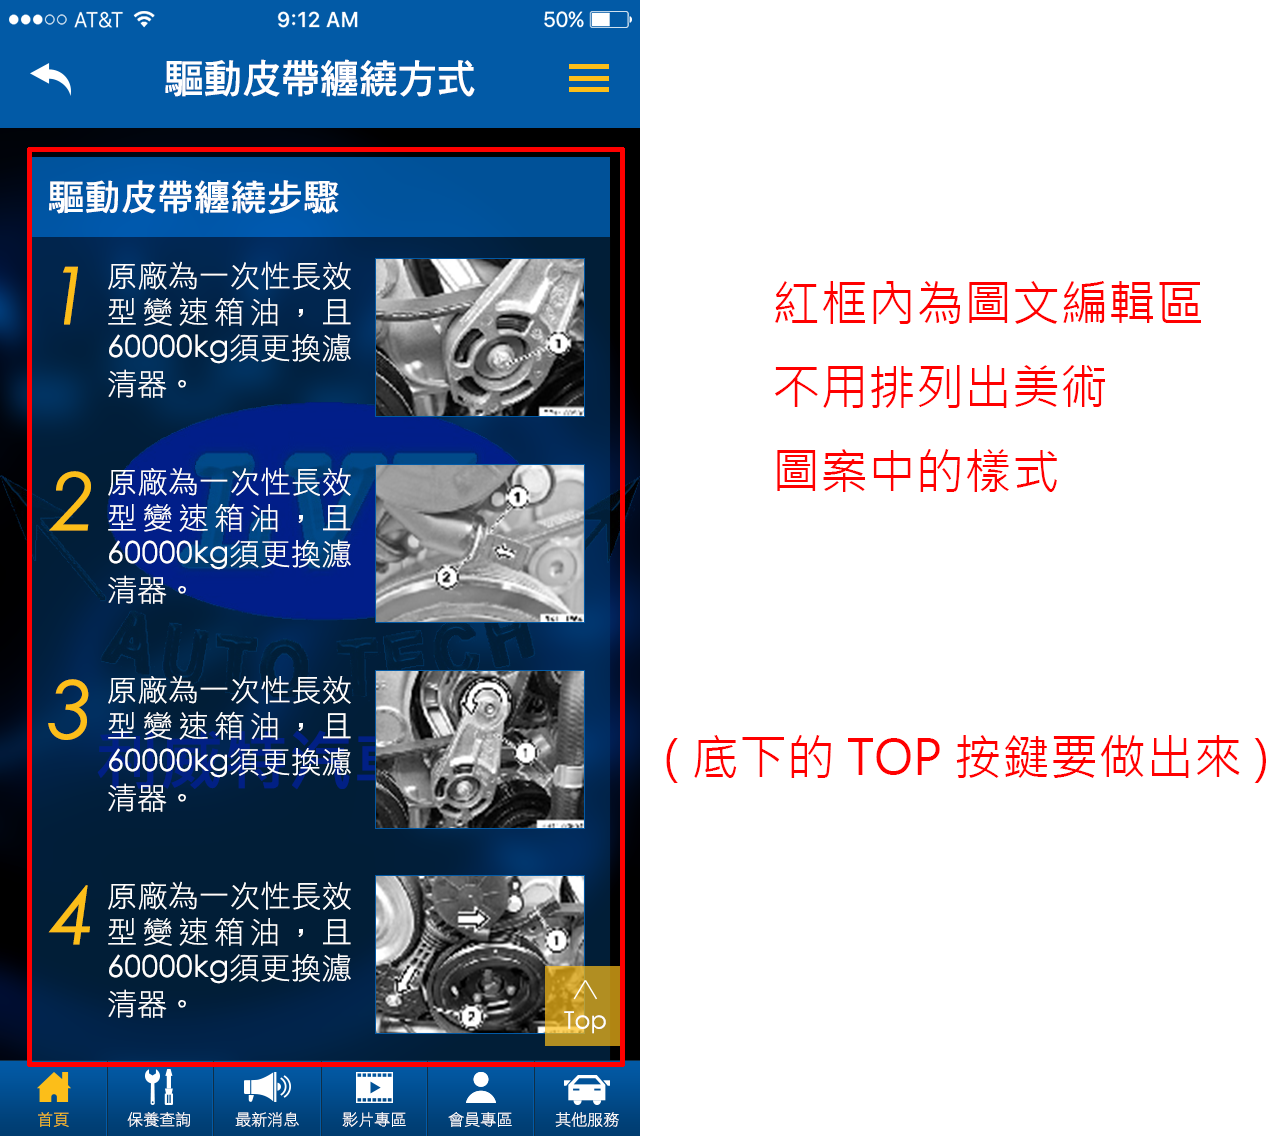 AT&T
9:12 AM
50%
驅動皮帶纏繞方式
驅動皮帶纏繞步驟
1
原廠為一次性長效
型變速箱油，且
60000kg須更換濾
清器。
1
2
原廠為一次性長效
型變速箱油，且
60000kg須更換濾
清器。
1
2
3
原廠為一次性長效
型變速箱油，且
60000kg須更換濾
清器。
1
4
原廠為一次性長效
型變速箱油，且
60000kg須更換濾
清器。
1
2
AUTO TECH
Top
首頁
保養查詢
最新消息
影片專區
會員專區
其他服務
紅框內為圖文編輯區
不用排列出美術
圖案中的樣式
( 底下的 TOP 按鍵要做出來 )